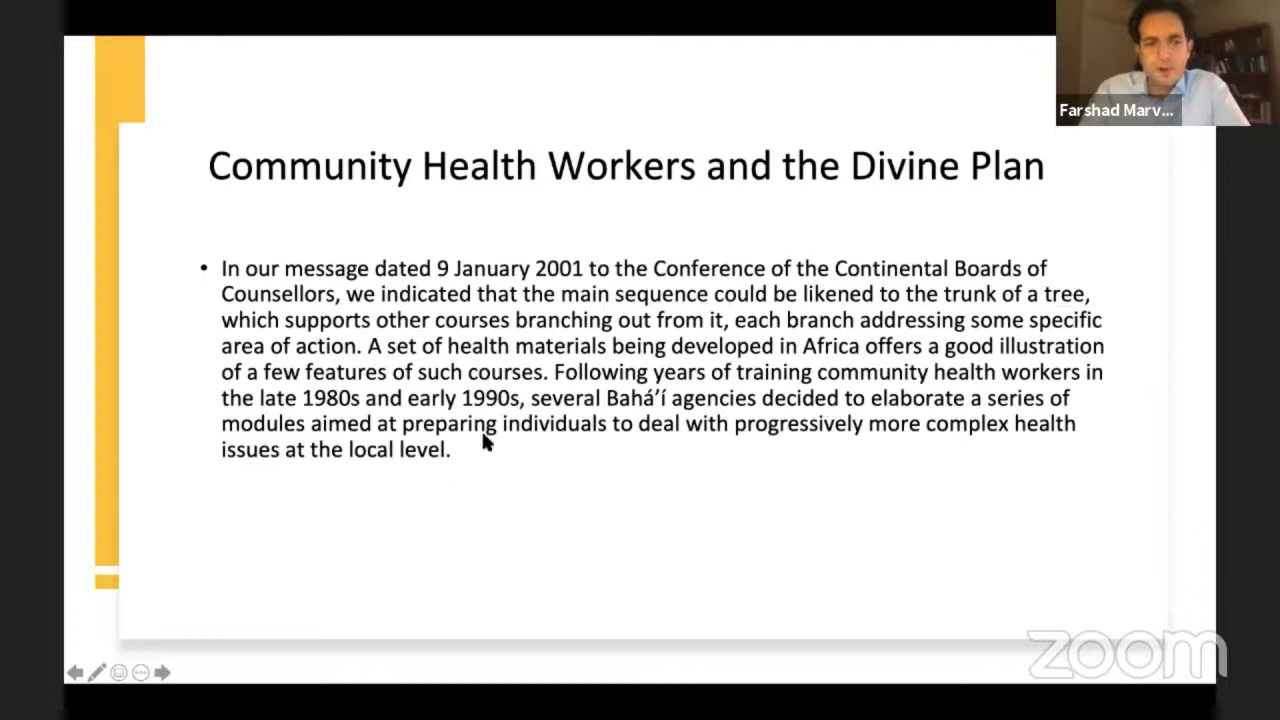 Farshad Marv...
Community Health Workers and the Divine Plan
• In our message dated 9 January 2001 to the Conference of the Continental Boards of
Counsellors, we indicated that the main sequence could be likened to the trunk of a tree,
which supports other courses branching out from it, each branch addressing some specific
area of action. A set of health materials being developed in Africa offers a good illustration
of a few features of such courses. Following years of training community health workers in
the late 1980s and early 1990s, several Bahá’í agencies decided to elaborate a series of
modules aimed at preparing individuals to deal with progressively more complex health
issues at the local level.
zoom